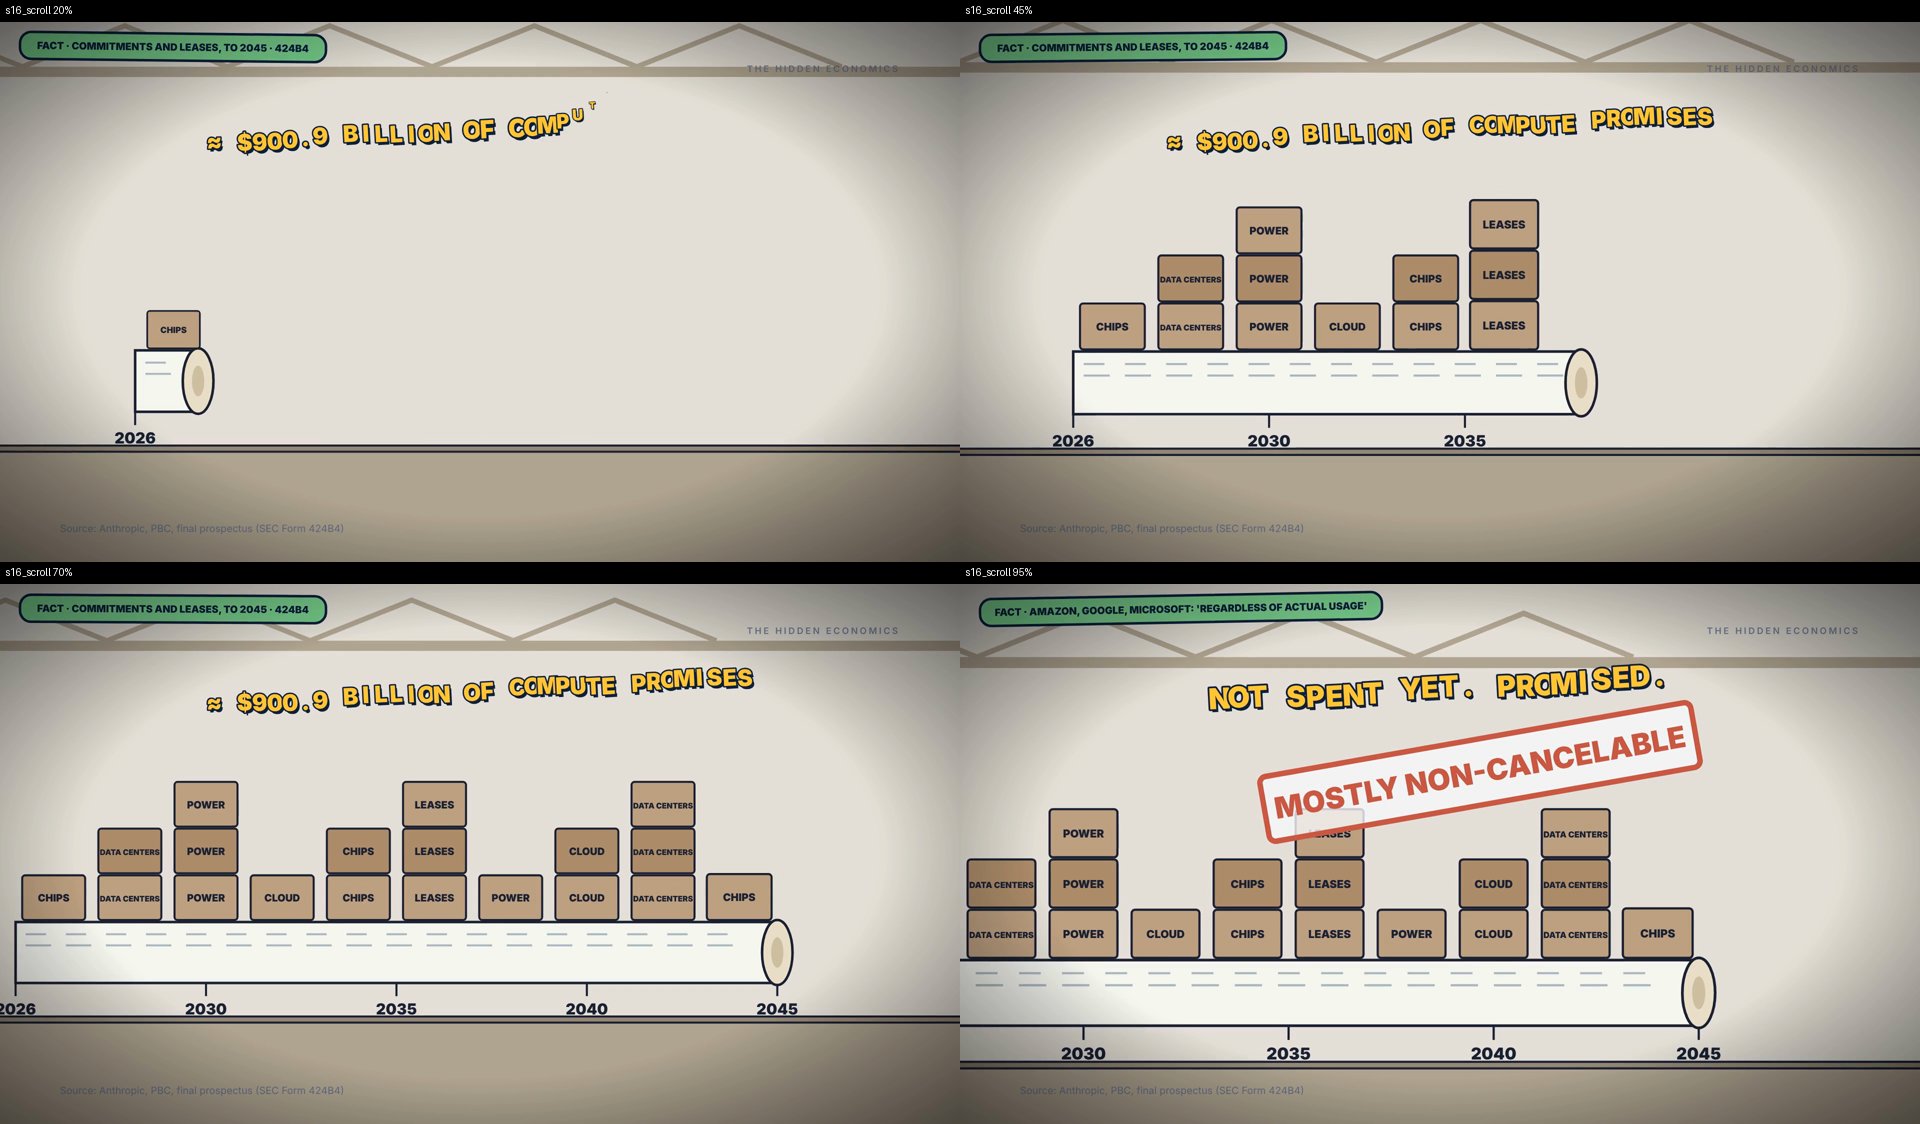 s16_scroll 20%
FACT · COMMITMENTS AND LEASES, TO 2045 · 424B4
THE HIDDEN ECONOMICS
≈ $900.9 BILLION OF COMPUT
CHIPS
2026
Source: Anthropic, PBC, final prospectus (SEC Form 424B4)
s16_scroll 45%
FACT · COMMITMENTS AND LEASES, TO 2045 · 424B4
THE HIDDEN ECONOMICS
≈ $900.9 BILLION OF COMPUTE PROMISES
POWER LEASES
DATA CENTERS POWER CHIPS LEASES
CHIPS DATA CENTERS POWER CLOUD CHIPS LEASES
2026 2030 2035
Source: Anthropic, PBC, final prospectus (SEC Form 424B4)
s16_scroll 70%
FACT · COMMITMENTS AND LEASES, TO 2045 · 424B4
THE HIDDEN ECONOMICS
≈ $900.9 BILLION OF COMPUTE PROMISES
POWER LEASES DATA CENTERS
DATA CENTERS POWER CHIPS LEASES CLOUD DATA CENTERS
CHIPS DATA CENTERS POWER CLOUD CHIPS LEASES POWER CLOUD DATA CENTERS CHIPS
2026 2030 2035 2040 2045
Source: Anthropic, PBC, final prospectus (SEC Form 424B4)
s16_scroll 95%
FACT · AMAZON, GOOGLE, MICROSOFT: 'REGARDLESS OF ACTUAL USAGE'
THE HIDDEN ECONOMICS
NOT SPENT YET. PROMISED.
MOSTLY NON-CANCELABLE
POWER LEASES DATA CENTERS
DATA CENTERS POWER CHIPS LEASES CLOUD DATA CENTERS
DATA CENTERS POWER CLOUD CHIPS LEASES POWER CLOUD DATA CENTERS CHIPS
2030 2035 2040 2045
Source: Anthropic, PBC, final prospectus (SEC Form 424B4)